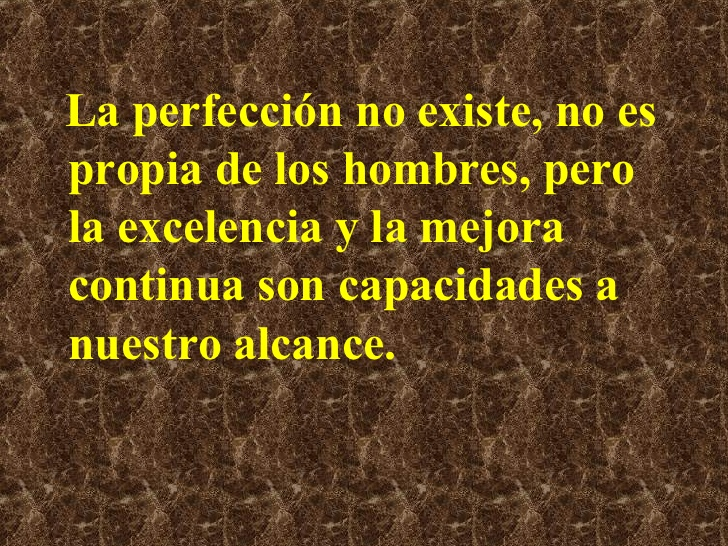 La perfección no existe, no es
propia de los hombres, pero
la excelencia y la mejora
continua son capacidades a
nuestro alcance.